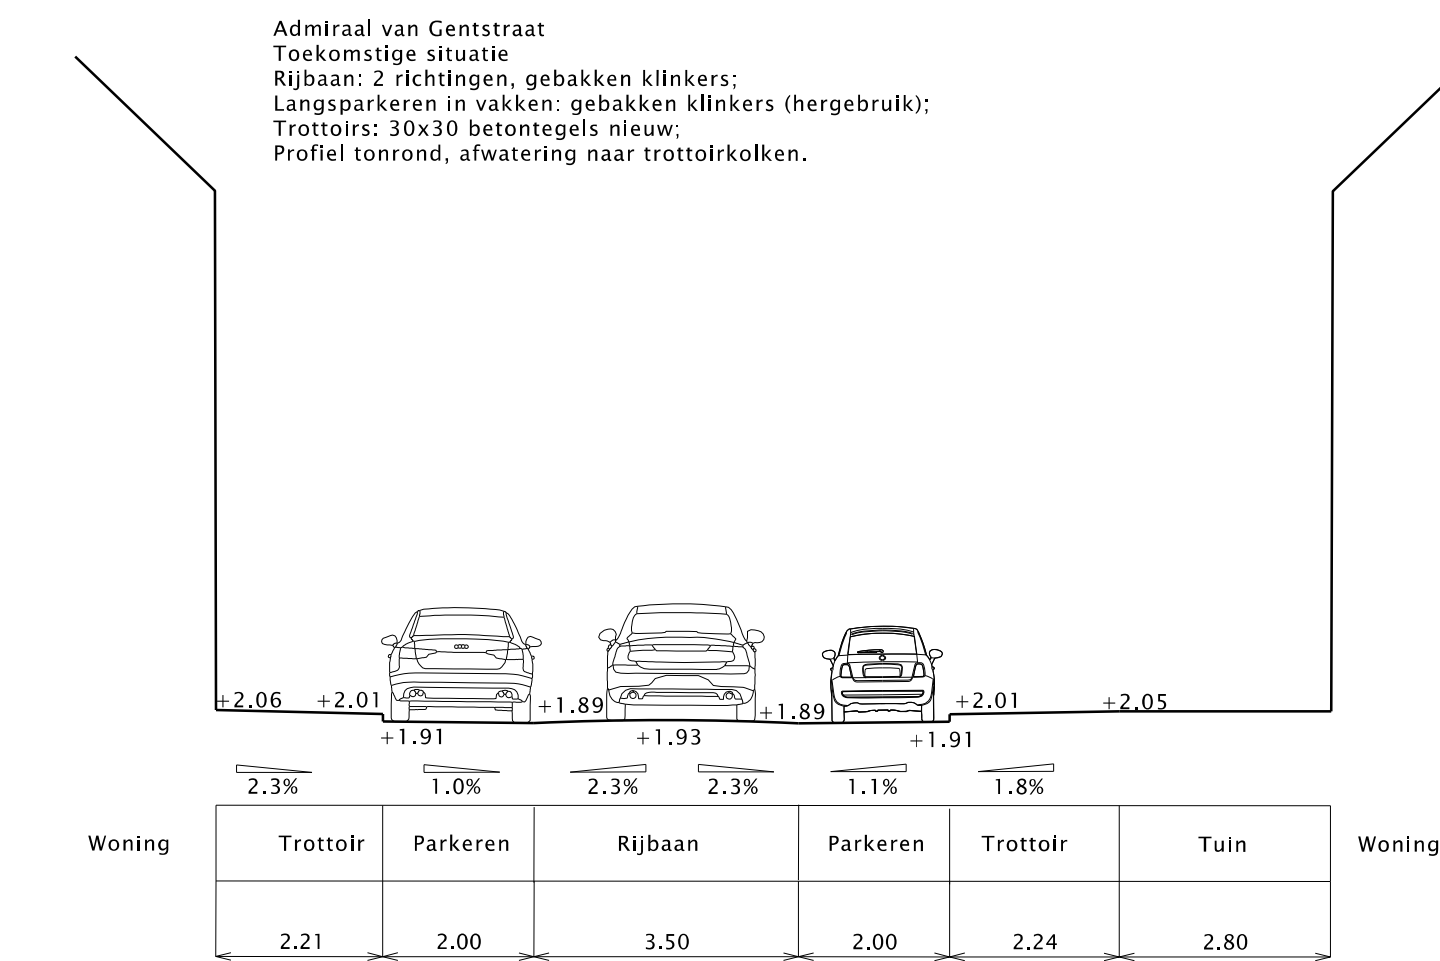 Admiraal van Gentstraat
Toekomstige situatie
Rijbaan: 2 richtingen, gebakken klinkers;
Langsparkeren in vakken: gebakken klinkers (hergebruik);
Trottoirs: 30x30 betontegels nieuw;
Profiel tonrond, afwatering naar trottoirkolken.
+2.06 +2.01 +1.89 +1.89 +2.01 +2.05
+1.91 +1.93 +1.91
2.3% 1.0% 2.3% 2.3% 1.1% 1.8%
Woning Trottoir Parkeren Rijbaan Parkeren Trottoir Tuin Woning
2.21 2.00 3.50 2.00 2.24 2.80